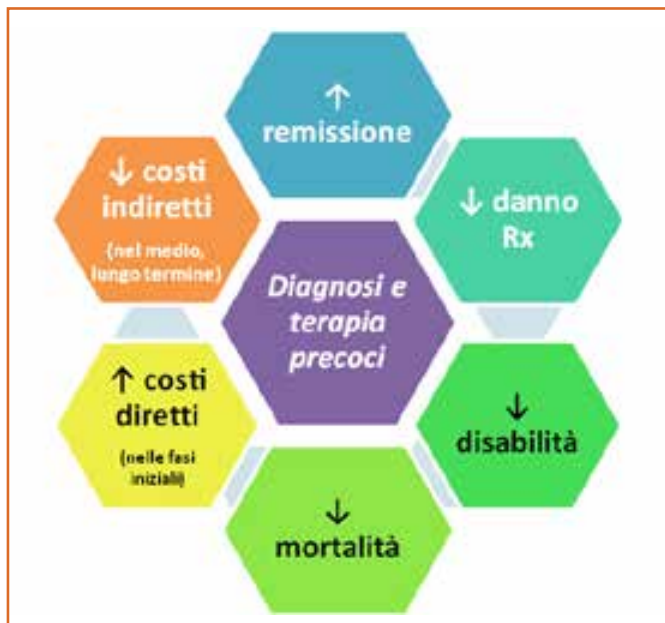 ↑
remissione
↓ danno
Rx
↓
disabilità
↓
mortalità
↑ costi
diretti
(nelle fasi
iniziali)
↓ costi
indiretti
(nel medio,
lungo termine)
Diagnosi e
terapia
precoci